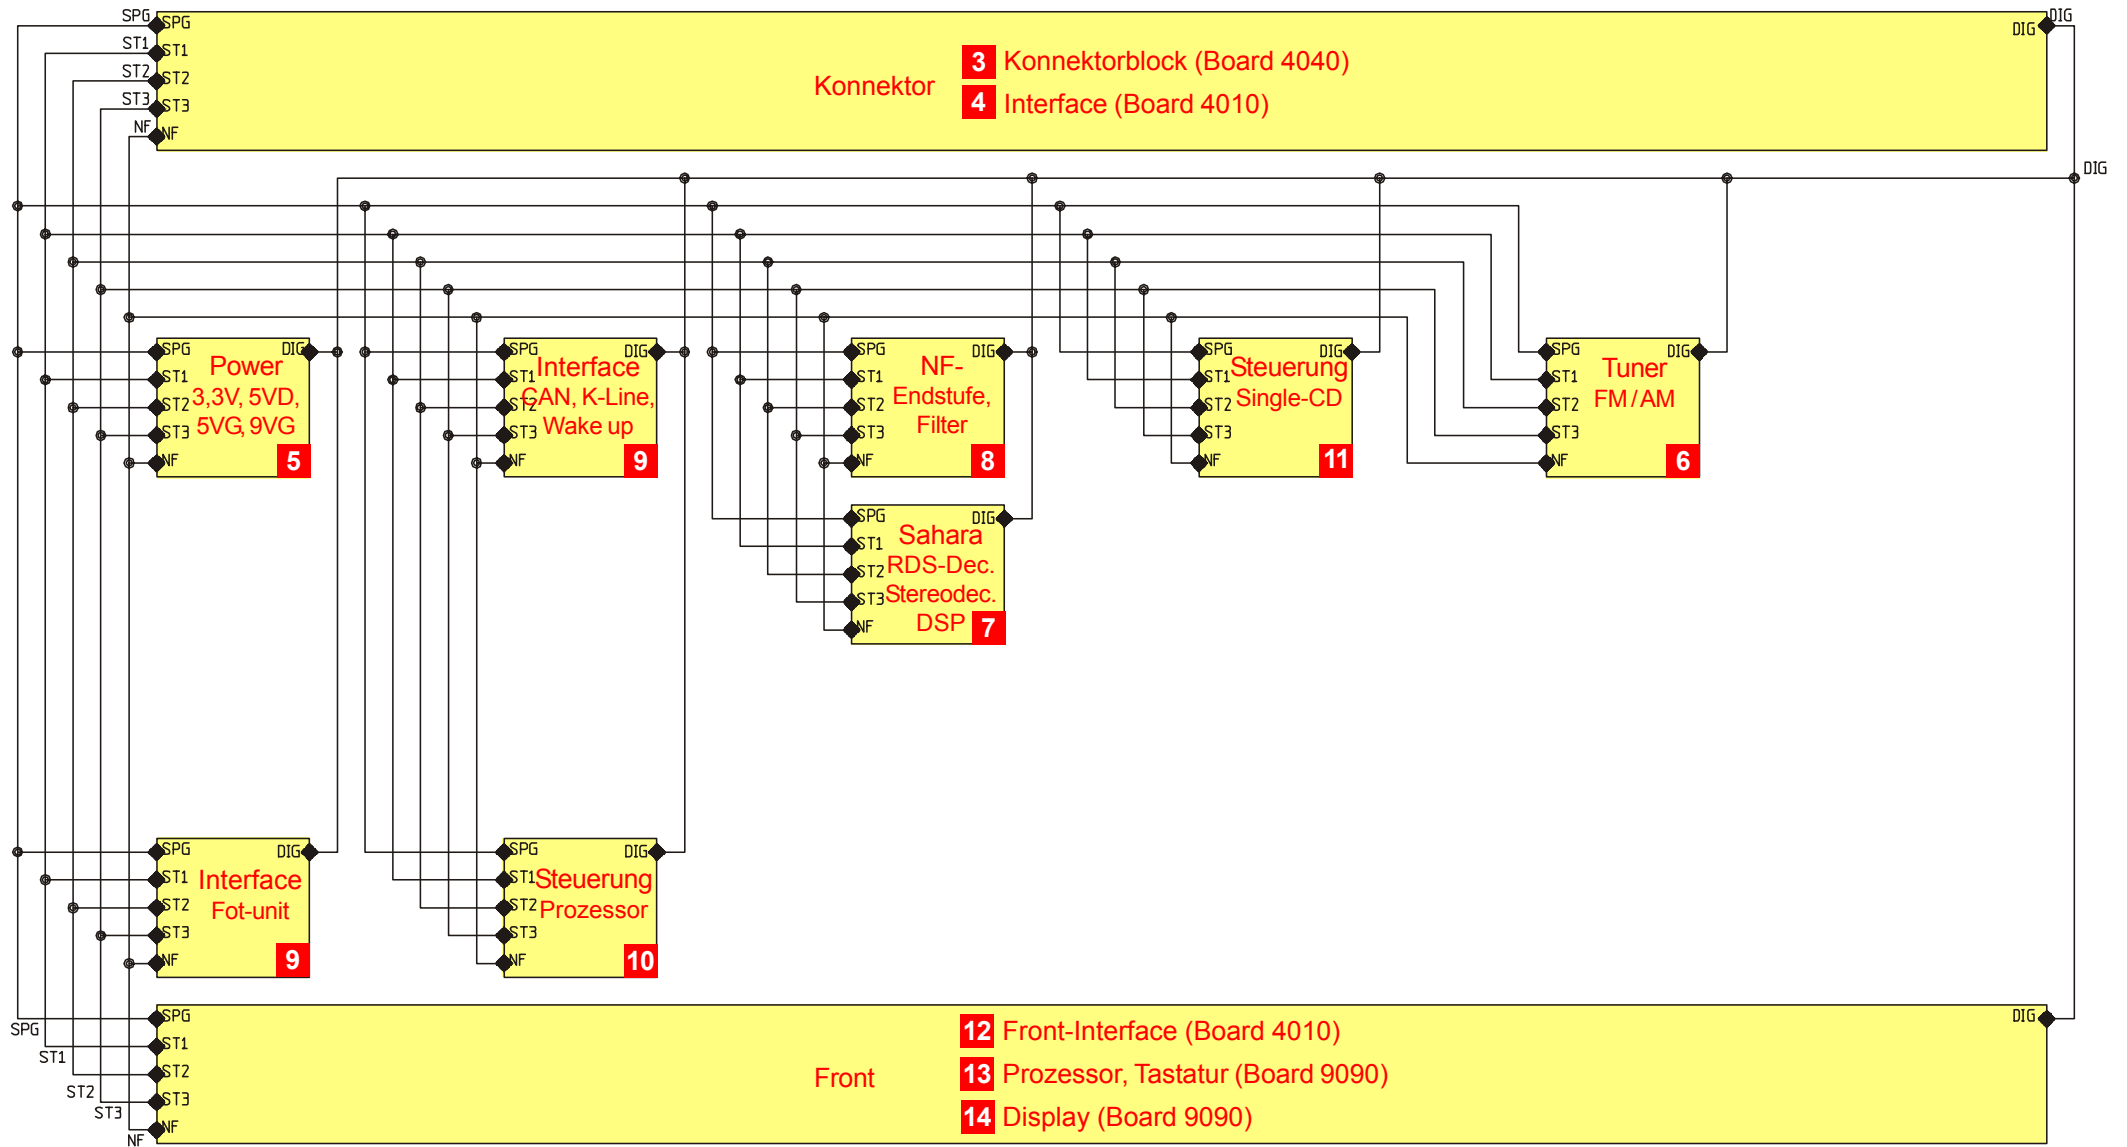 SPG
SPG
DIG
DIG
ST1
ST1
ST2
ST2
ST3
ST3
NF
NF
Konnektor
3 Konnektorblock (Board 4040)
4 Interface (Board 4010)
DIG
SPG
DIG
ST1
ST2
ST3
NF
Power
3,3V, 5VD,
5VG, 9VG
5
SPG
DIG
ST1
ST2
ST3
NF
Interface
CAN, K-Line,
Wake up
9
SPG
DIG
ST1
ST2
ST3
NF
NF-
Endstufe,
Filter
8
SPG
DIG
ST1
ST2
ST3
NF
Steuerung
Single-CD
11
SPG
DIG
ST1
ST2
ST3
NF
Tuner
FM/AM
6
SPG
DIG
ST1
ST2
ST3
NF
Sahara
RDS-Dec.
Stereodec.
DSP
7
SPG
DIG
ST1
ST2
ST3
NF
Interface
Fot-unit
9
SPG
DIG
ST1
ST2
ST3
NF
Steuerung
Prozessor
10
SPG
SPG
DIG
ST1
ST1
ST2
ST2
ST3
ST3
NF
NF
Front
12 Front-Interface (Board 4010)
13 Prozessor, Tastatur (Board 9090)
14 Display (Board 9090)